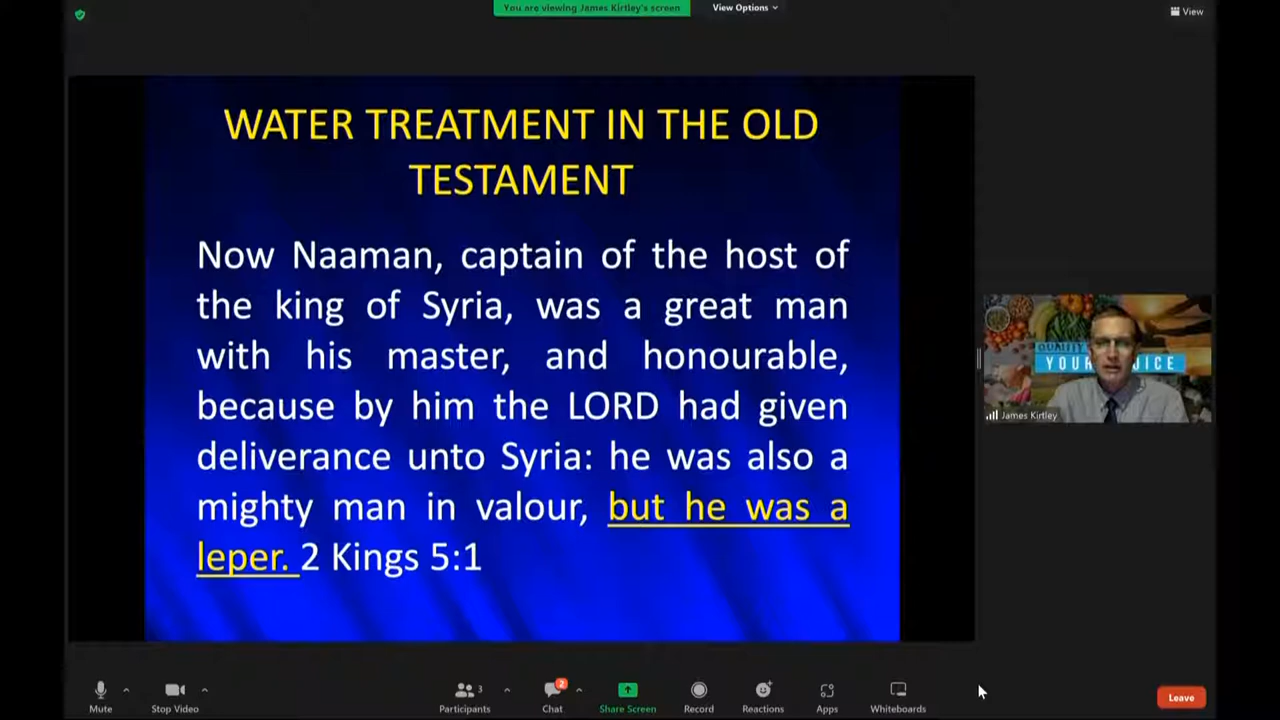 You are viewing James Kirtley's screen
View Options
View
WATER TREATMENT IN THE OLD
TESTAMENT
Now Naaman, captain of the host of
the king of Syria, was a great man
with his master, and honourable,
because by him the LORD had given
deliverance unto Syria: he was also a
mighty man in valour, but he was a
leper. 2 Kings 5:1
QUALITY
YOUR
ICE
James Kirtley
Mute
Stop Video
Participants
3
Chat
2
Share Screen
Record
Reactions
Apps
Whiteboards
Leave